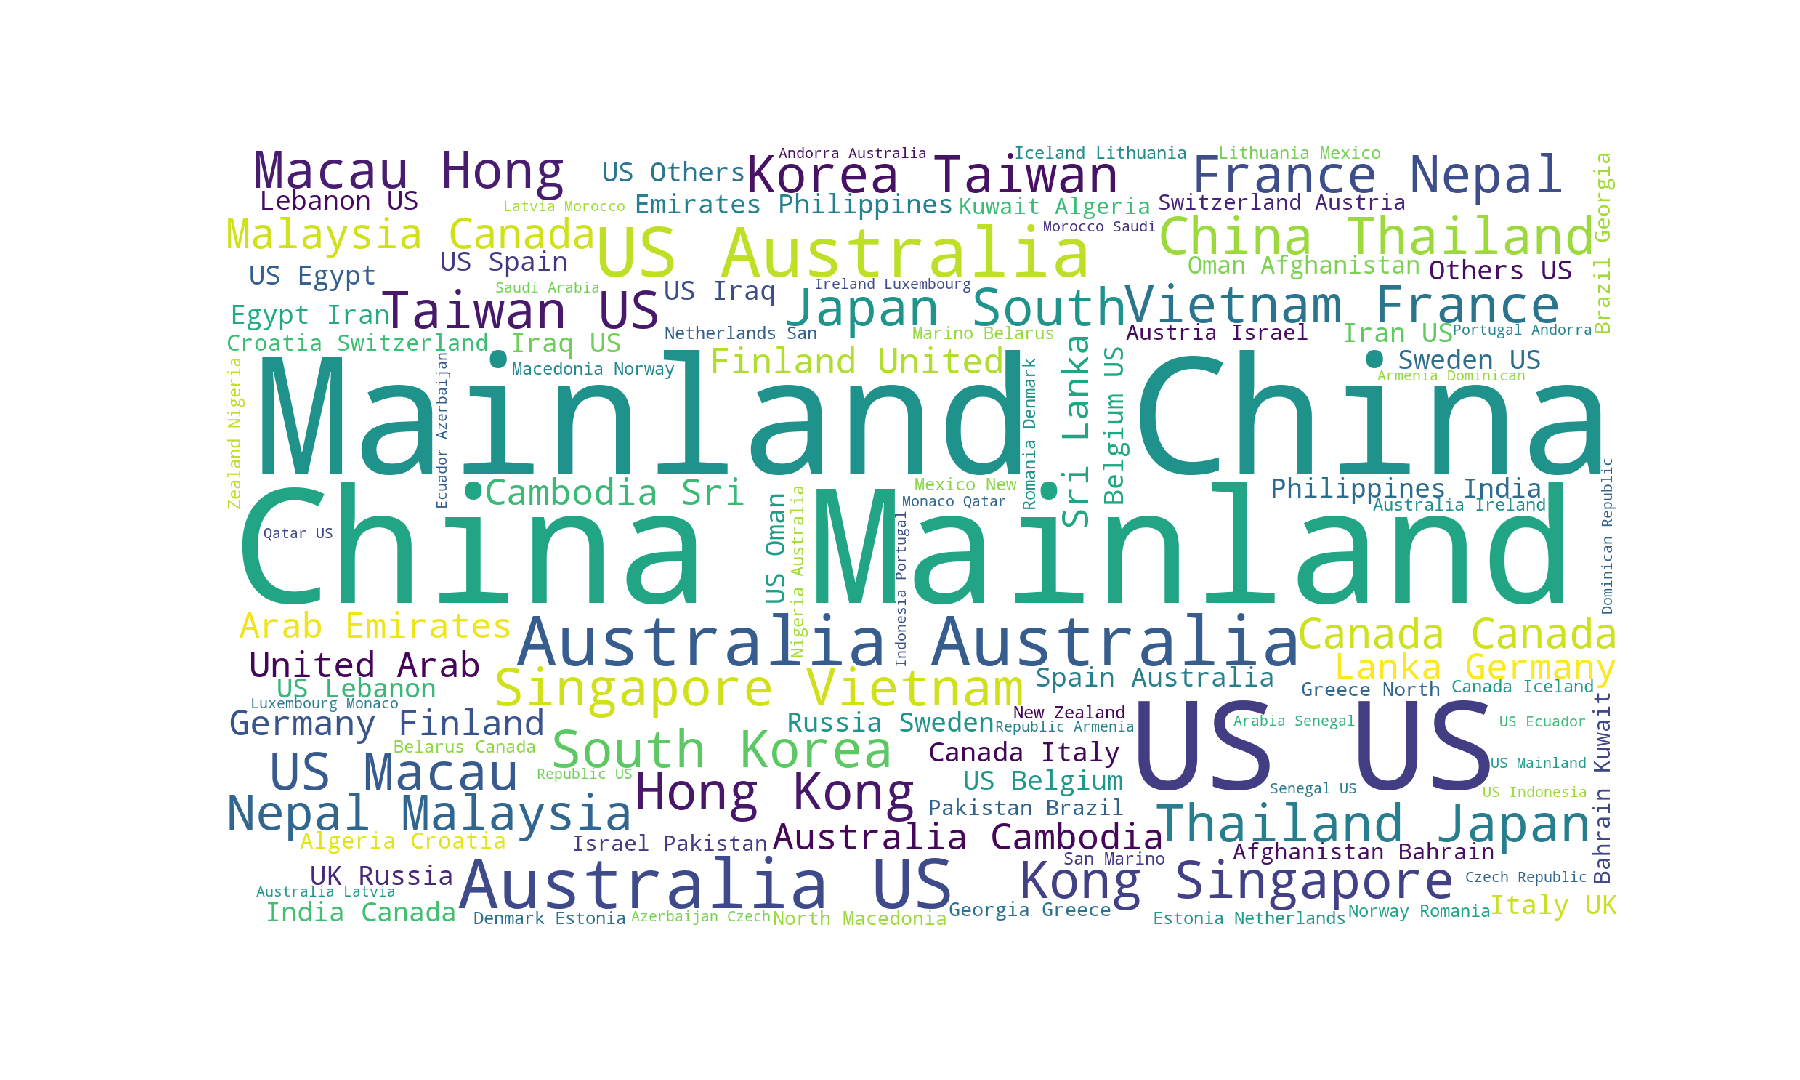 Macau Hong
US Others
Andorra Australia
Korea Taiwan
Iceland Lithuania
Lithuania Mexico
France Nepal
Brazil Georgia
Lebanon US
Latvia Morocco
Emirates Philippines
Kuwait Algeria
Switzerland Austria
Malaysia Canada
US Australia
Morocco Saudi
China Thailand
US Egypt
US Spain
Oman Afghanistan
Others US
Saudi Arabia
US Iraq
Ireland Luxembourg
Egypt Iran
Taiwan US
Japan South
Vietnam France
Netherlands San
Marino Belarus
Austria Israel
Iran US
Portugal Andorra
Croatia Switzerland
Iraq US
Macedonia Norway
Finland United
Sweden US
Armenia Dominican
Zealand Nigeria
Ecuador Azerbaijan
Mainland China
Romania Denmark
Sri Lanka
Belgium US
Cambodia Sri
Mexico New
Monaco Qatar
Philippines India
Australia Ireland
Dominican Republic
Qatar US
China Mainland
US Oman
Nigeria Australia
Indonesia Portugal
Arab Emirates
Australia Australia
Canada Canada
United Arab
Lanka Germany
US Lebanon
Singapore Vietnam
Spain Australia
Greece North
Canada Iceland
Luxembourg Monaco
Germany Finland
Russia Sweden
New Zealand
Republic Armenia
US US
Arabia Senegal
US Ecuador
Bahrain Kuwait
Belarus Canada
South Korea
Canada Italy
US Mainland
US Macau
Republic US
Hong Kong
US Belgium
Senegal US
US Indonesia
Nepal Malaysia
Pakistan Brazil
Thailand Japan
Algeria Croatia
Israel Pakistan
Australia Cambodia
San Marino
Afghanistan Bahrain
UK Russia
Australia US
Kong Singapore
Czech Republic
Australia Latvia
India Canada
Denmark Estonia
Azerbaijan Czech
North Macedonia
Georgia Greece
Estonia Netherlands
Norway Romania
Italy UK